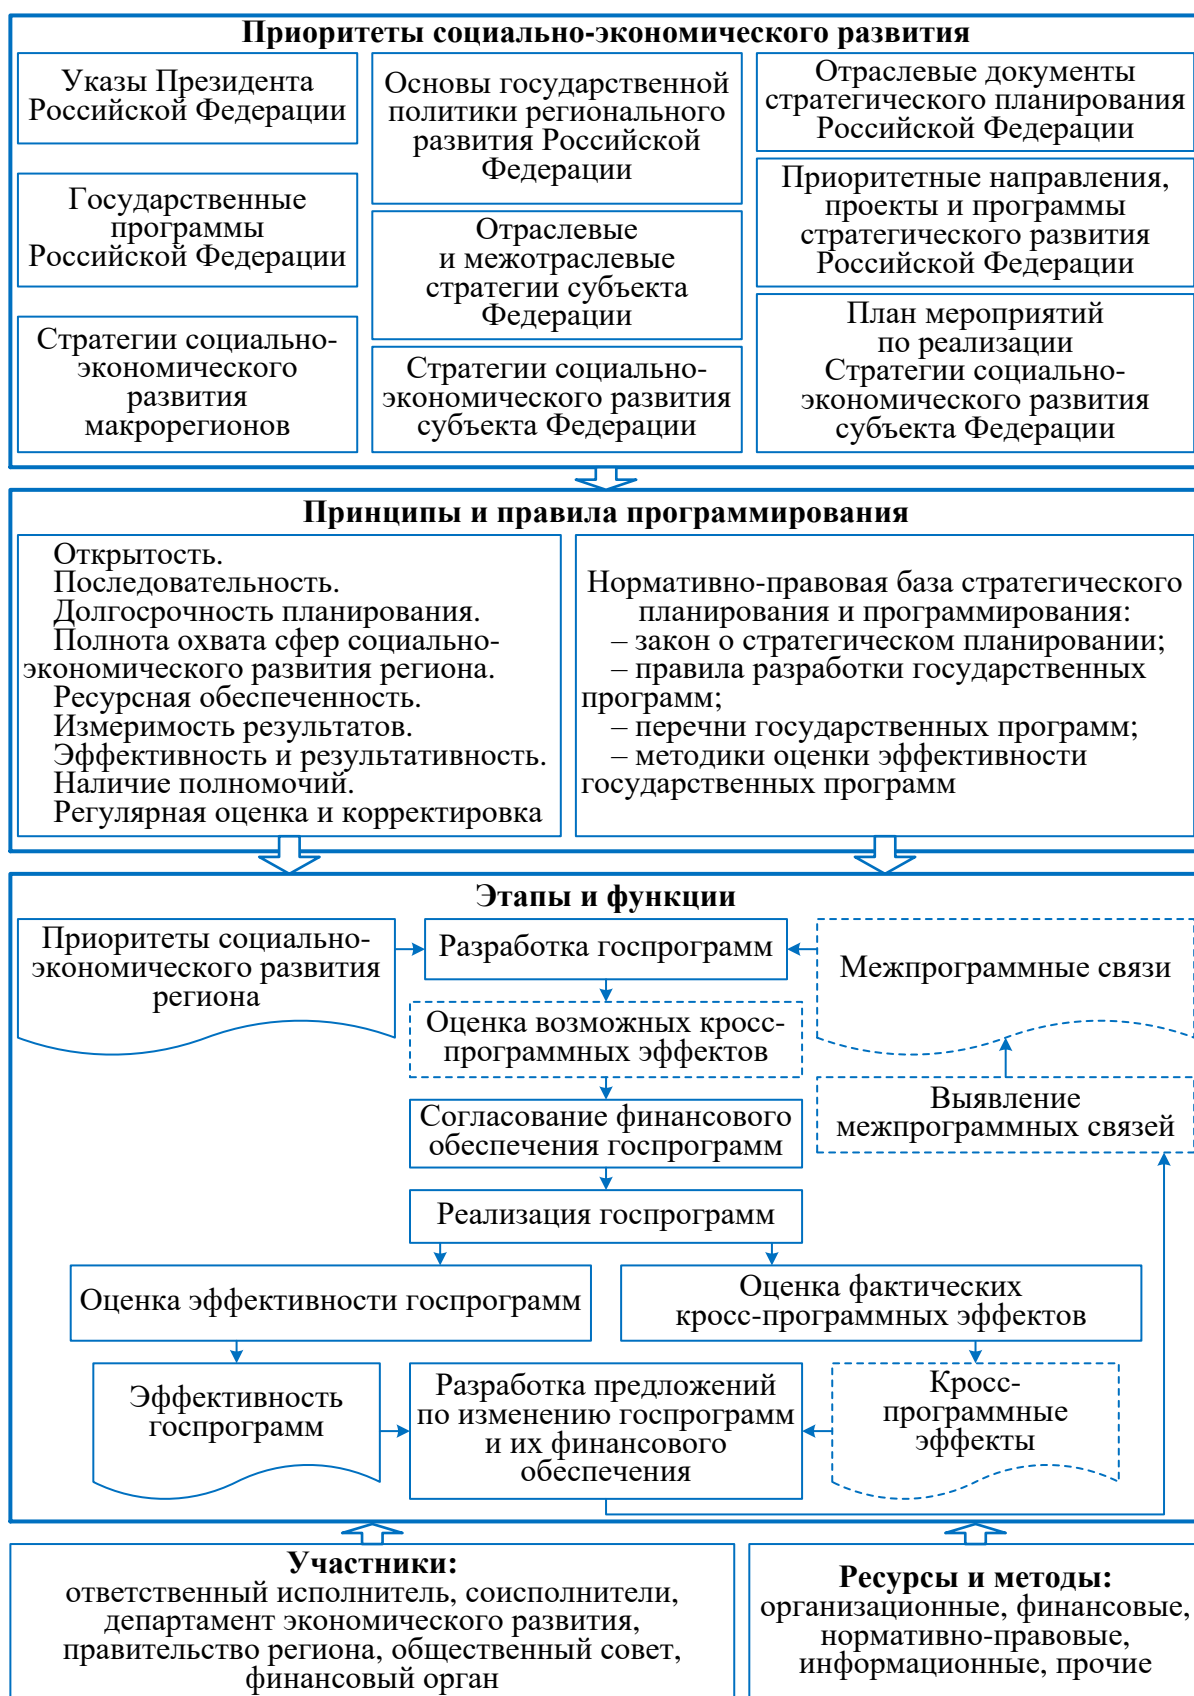 Приоритеты социально-экономического развития
Указы Президента
Российской Федерации
Государственные
программы
Российской Федерации
Стратегии социально-
экономического
развития
макрорегионов
Основы государственной
политики регионального
развития Российской
Федерации
Отраслевые
и межотраслевые
стратегии субъекта
Федерации
Стратегии социально-
экономического развития
субъекта Федерации
Отраслевые документы
стратегического планирования
Российской Федерации
Приоритетные направления,
проекты и программы
стратегического развития
Российской Федерации
План мероприятий
по реализации
Стратегии социально-
экономического развития
субъекта Федерации
Принципы и правила программирования
Открытость.
Последовательность.
Долгосрочность планирования.
Полнота охвата сфер социально-
экономического развития региона.
Ресурсная обеспеченность.
Измеримость результатов.
Эффективность и результативность.
Наличие полномочий.
Регулярная оценка и корректировка
Нормативно-правовая база стратегического
планирования и программирования:
– закон о стратегическом планировании;
– правила разработки государственных
программ;
– перечни государственных программ;
– методики оценки эффективности
государственных программ
Этапы и функции
Приоритеты социально-
экономического развития
региона
Разработка госпрограмм
Межпрограммные связи
Оценка возможных кросс-
программных эффектов
Согласование финансового
обеспечения госпрограмм
Выявление
межпрограммных связей
Реализация госпрограмм
Оценка эффективности госпрограмм
Оценка фактических
кросс-программных эффектов
Эффективность
госпрограмм
Разработка предложений
по изменению госпрограмм
и их финансового
обеспечения
Кросс-
программные
эффекты
Участники:
ответственный исполнитель, соисполнители,
департамент экономического развития,
правительство региона, общественный совет,
финансовый орган
Ресурсы и методы:
организационные, финансовые,
нормативно-правовые,
информационные, прочие